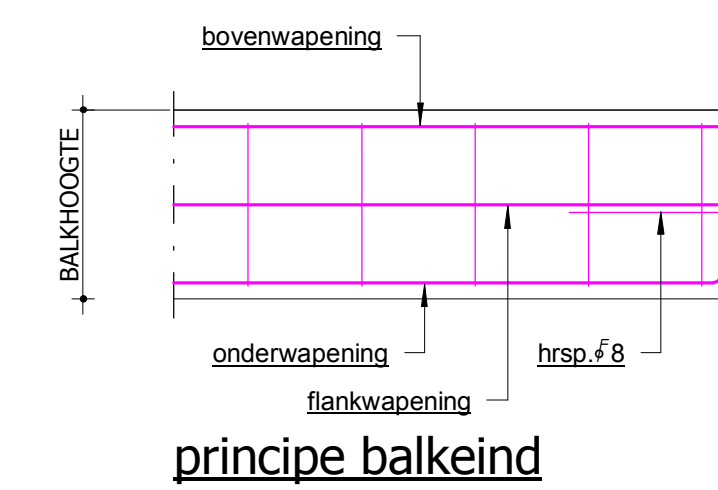 bovenwapening
BALKHOOGTE
onderwapening
hrsp.∮8
flankwapening
principe balkeind